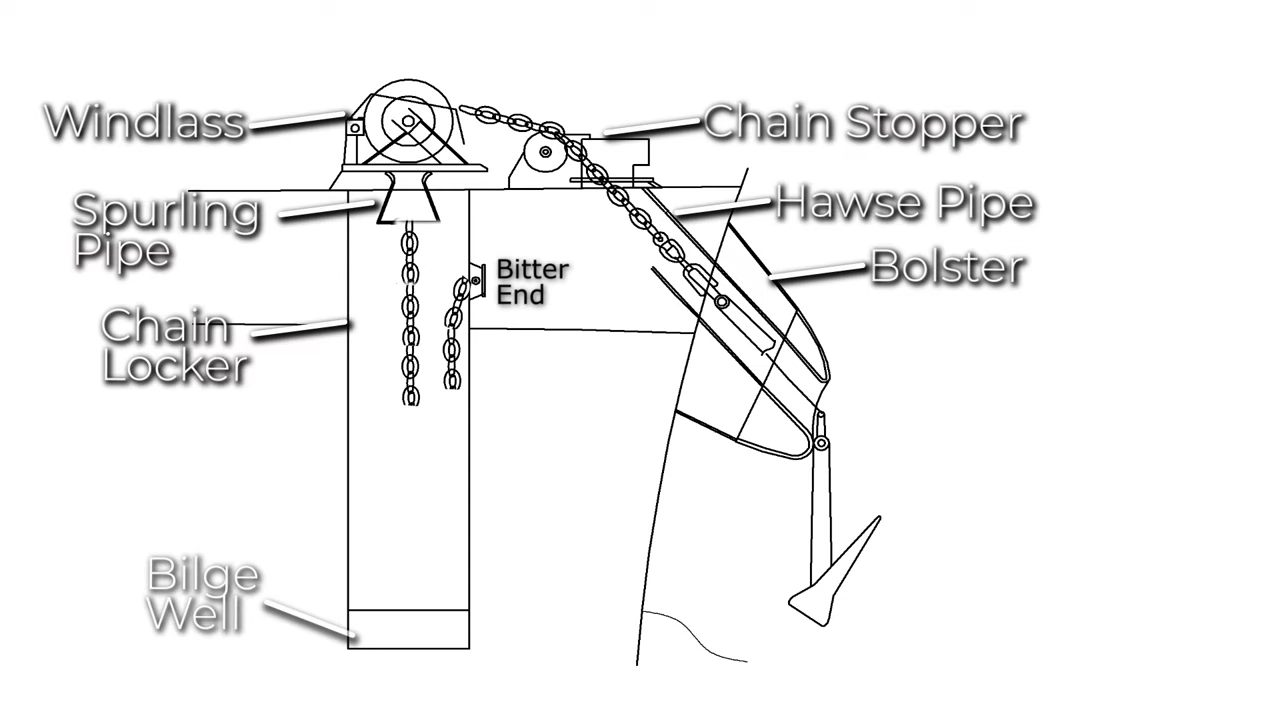 Windlass
Chain Stopper
Spurling
Pipe
Hawse Pipe
Bolster
Bitter
End
Chain
Locker
Bilge
Well